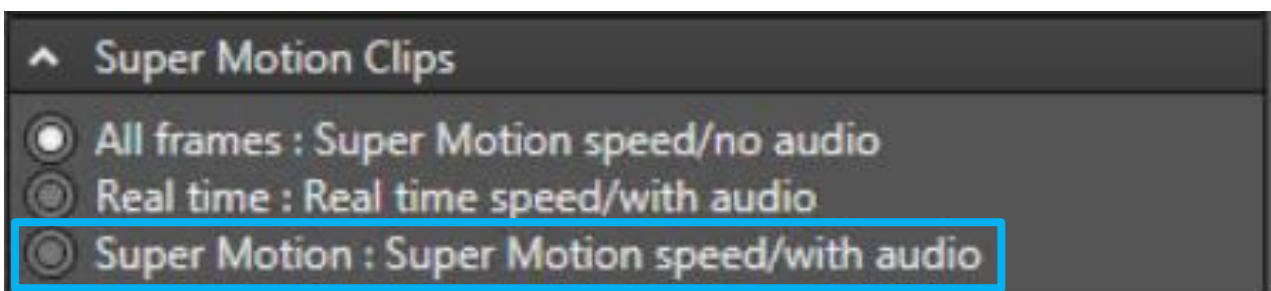 Super Motion Clips
All frames : Super Motion speed/no audio
Real time : Real time speed/with audio
Super Motion : Super Motion speed/with audio